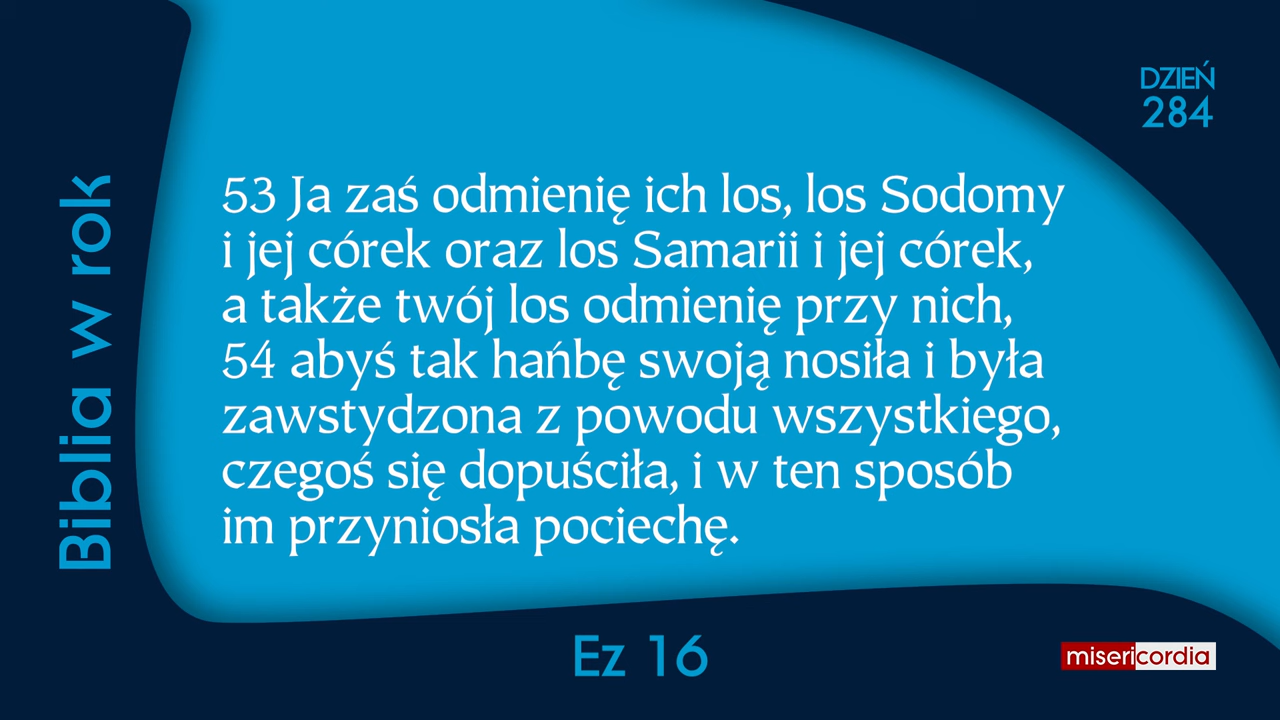 DZIEŃ
284
Biblia w rok
53 Ja zaś odmienię ich los, los Sodomy
i jej córek oraz los Samarii i jej córek,
a także twój los odmienię przy nich,
54 abyś tak hańbę swoją nosiła i była
zawstydzona z powodu wszystkiego,
czegoś się dopuściła, i w ten sposób
im przyniosła pociechę.
Ez 16
misericordia